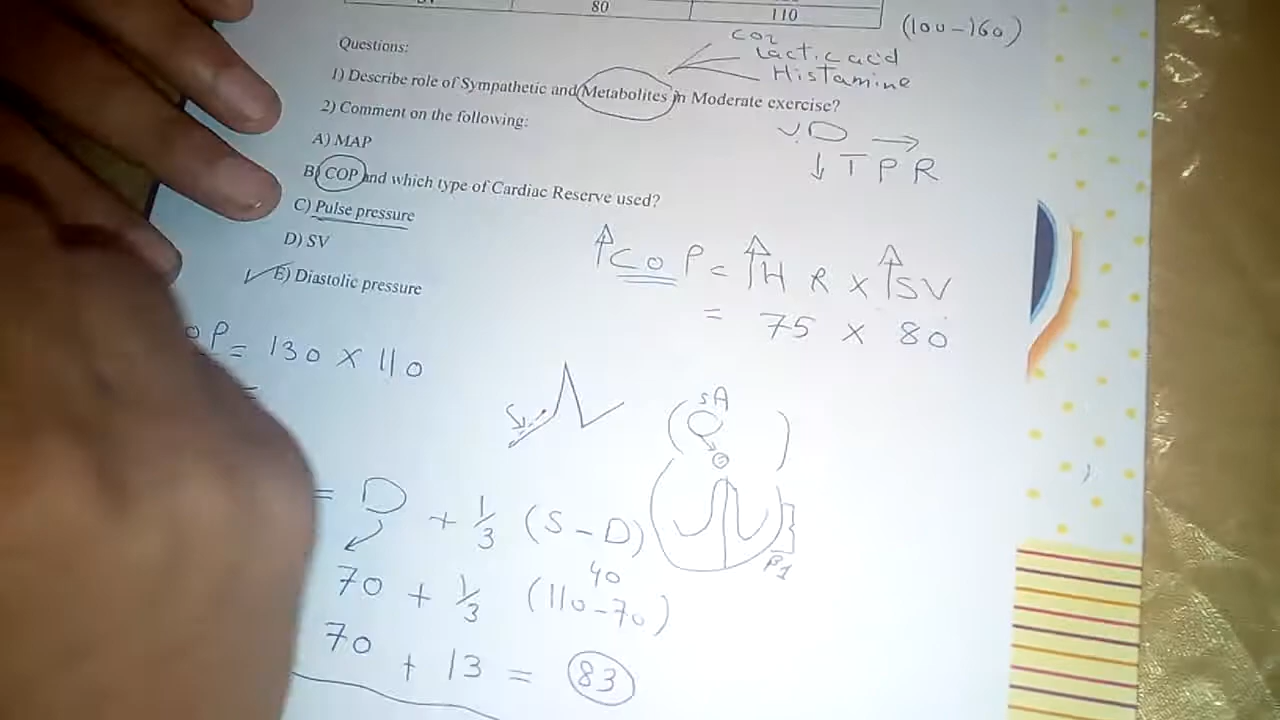 80 110
(100-160)
Questions:
CO2
Lactic acid
Histamine
1) Describe role of Sympathetic and Metabolites in Moderate exercise?
2) Comment on the following:
VD →
↓ T P R
A) MAP
B) COP and which type of Cardiac Reserve used?
C) Pulse pressure
D) SV
E) Diastolic pressure
↑COP = ↑H R x ↑SV
= 75 x 80
OP = 130 x 110
=
SA
= D + 1/3 (S - D)
β1
40
70 + 1/3 (110-70)
70 + 13 = 83